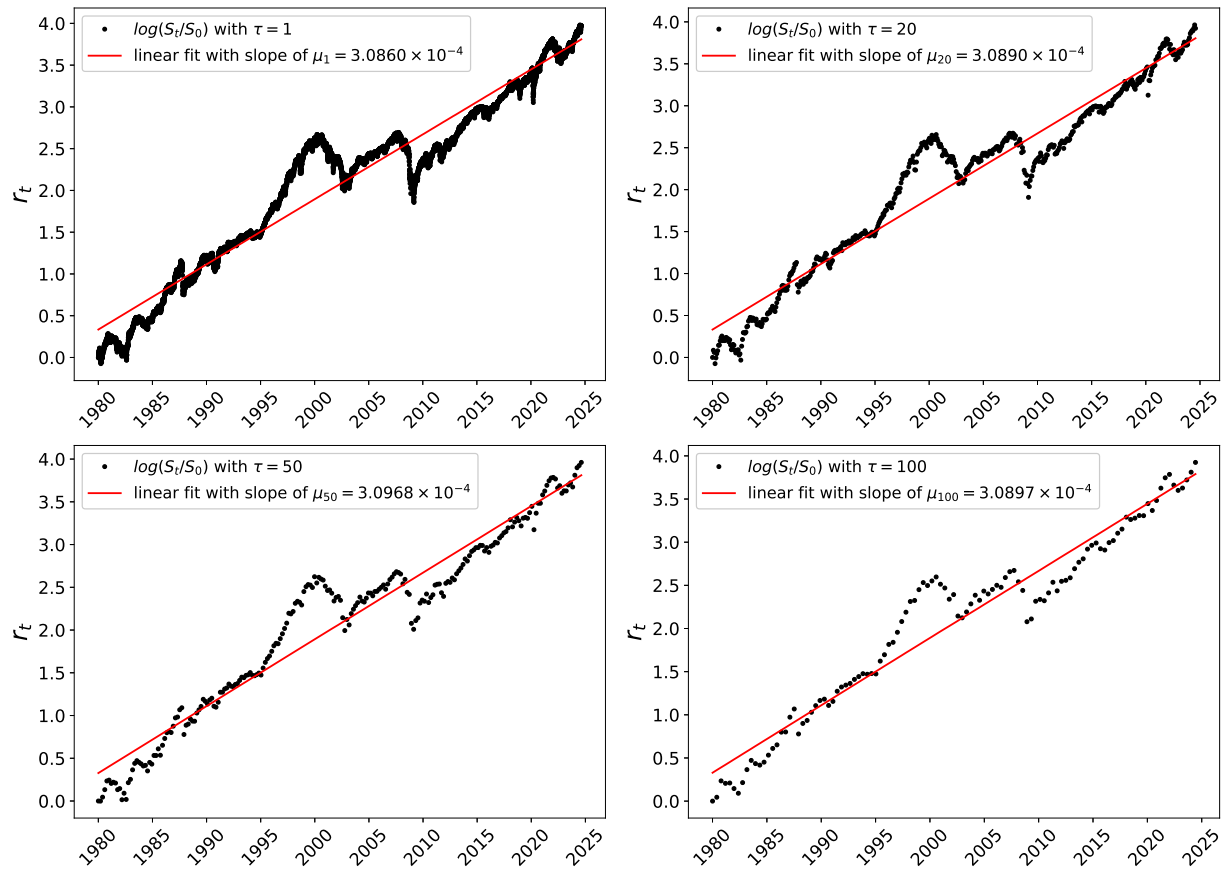 log(S_t/S_0) with τ = 1
linear fit with slope of μ_1 = 3.0860 × 10^{-4}
r_t
4.0
3.5
3.0
2.5
2.0
1.5
1.0
0.5
0.0
1980 1985 1990 1995 2000 2005 2010 2015 2020 2025
log(S_t/S_0) with τ = 20
linear fit with slope of μ_{20} = 3.0890 × 10^{-4}
r_t
4.0
3.5
3.0
2.5
2.0
1.5
1.0
0.5
0.0
1980 1985 1990 1995 2000 2005 2010 2015 2020 2025
log(S_t/S_0) with τ = 50
linear fit with slope of μ_{50} = 3.0968 × 10^{-4}
r_t
4.0
3.5
3.0
2.5
2.0
1.5
1.0
0.5
0.0
1980 1985 1990 1995 2000 2005 2010 2015 2020 2025
log(S_t/S_0) with τ = 100
linear fit with slope of μ_{100} = 3.0897 × 10^{-4}
r_t
4.0
3.5
3.0
2.5
2.0
1.5
1.0
0.5
0.0
1980 1985 1990 1995 2000 2005 2010 2015 2020 2025